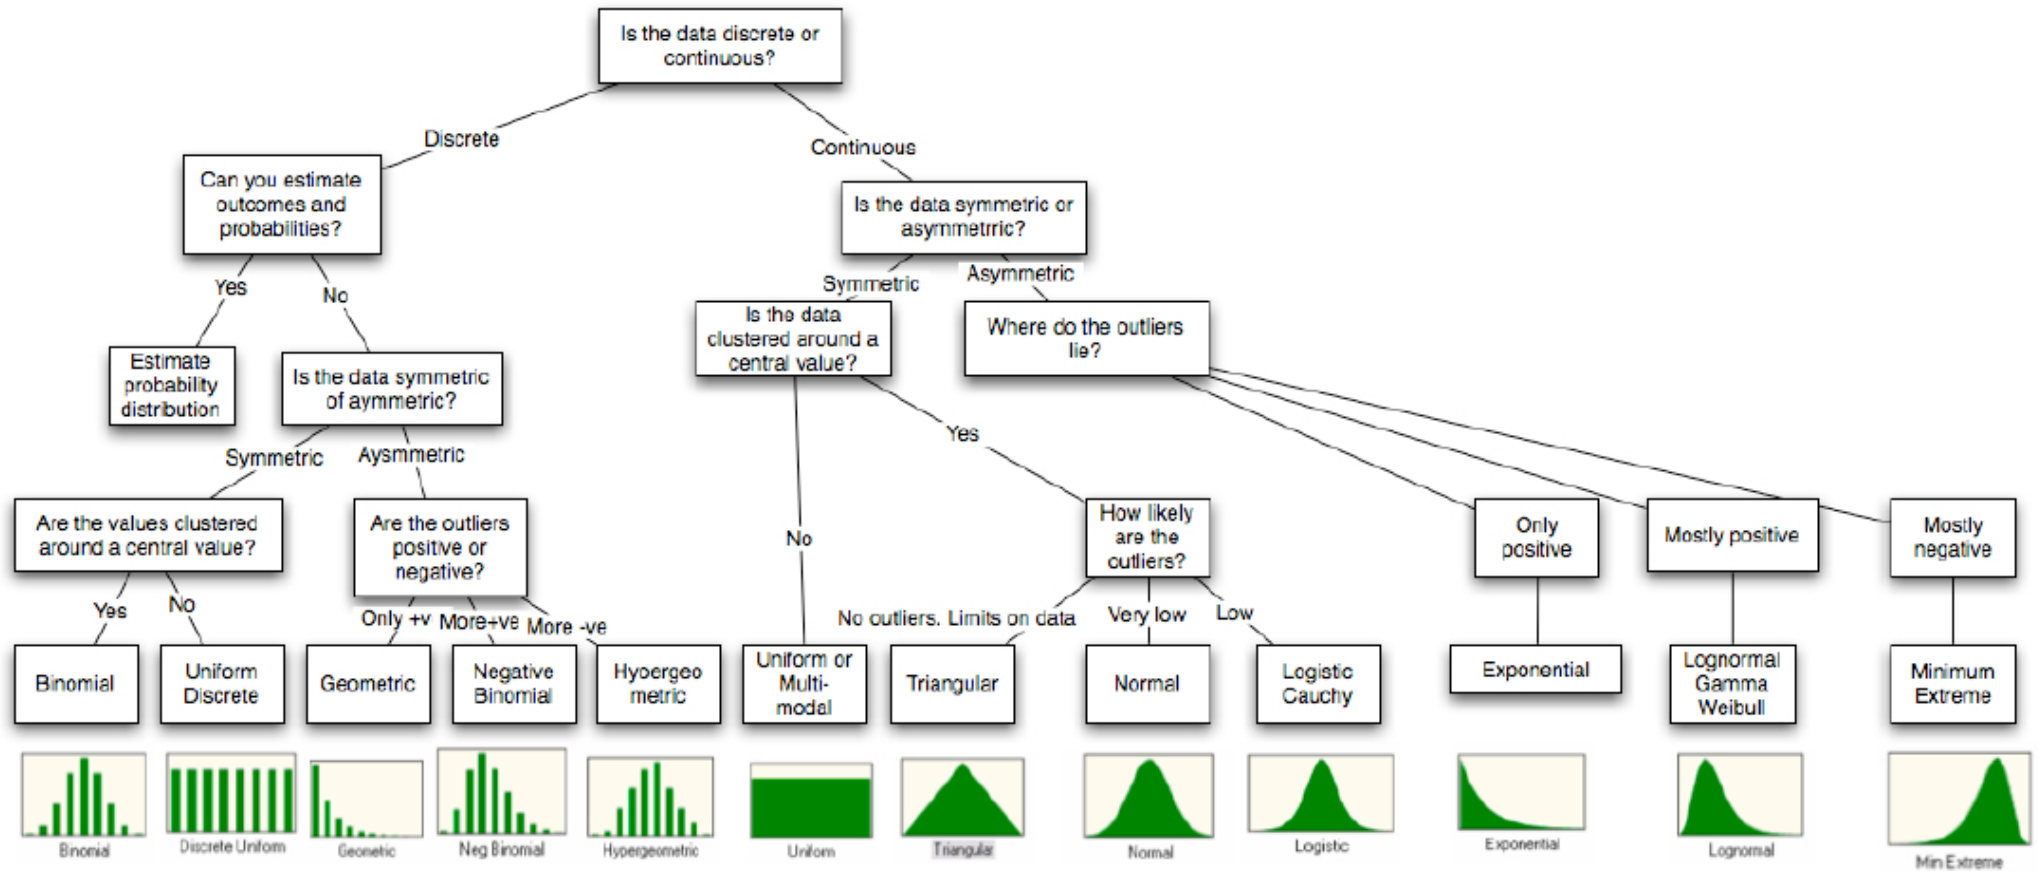 Is the data discrete or
continuous?
Discrete
Continuous
Can you estimate
outcomes and
probabilities?
Is the data symmetric or
asymmetrric?
Yes
No
Symmetric
Asymmetric
Estimate
probability
distribution
Is the data symmetric
of aymmetric?
Is the data
clustered around a
central value?
Where do the outliers
lie?
Symmetric
Aysmmetric
No
Yes
Are the values clustered
around a central value?
Are the outliers
positive or
negative?
How likely
are the
outliers?
Only
positive
Mostly positive
Mostly
negative
Yes
No
Only +v
More+ve
More -ve
No outliers. Limits on data
Very low
Low
Binomial
Uniform
Discrete
Geometric
Negative
Binomial
Hypergeo
metric
Uniform or
Multi-
modal
Triangular
Normal
Logistic
Cauchy
Exponential
Lognormal
Gamma
Weibull
Minimum
Extreme
Binomial
Discrete Uniform
Geometic
Neg Binomial
Hypergeometric
Uniform
Triangular
Normal
Logistic
Exponential
Lognormal
Min Extreme